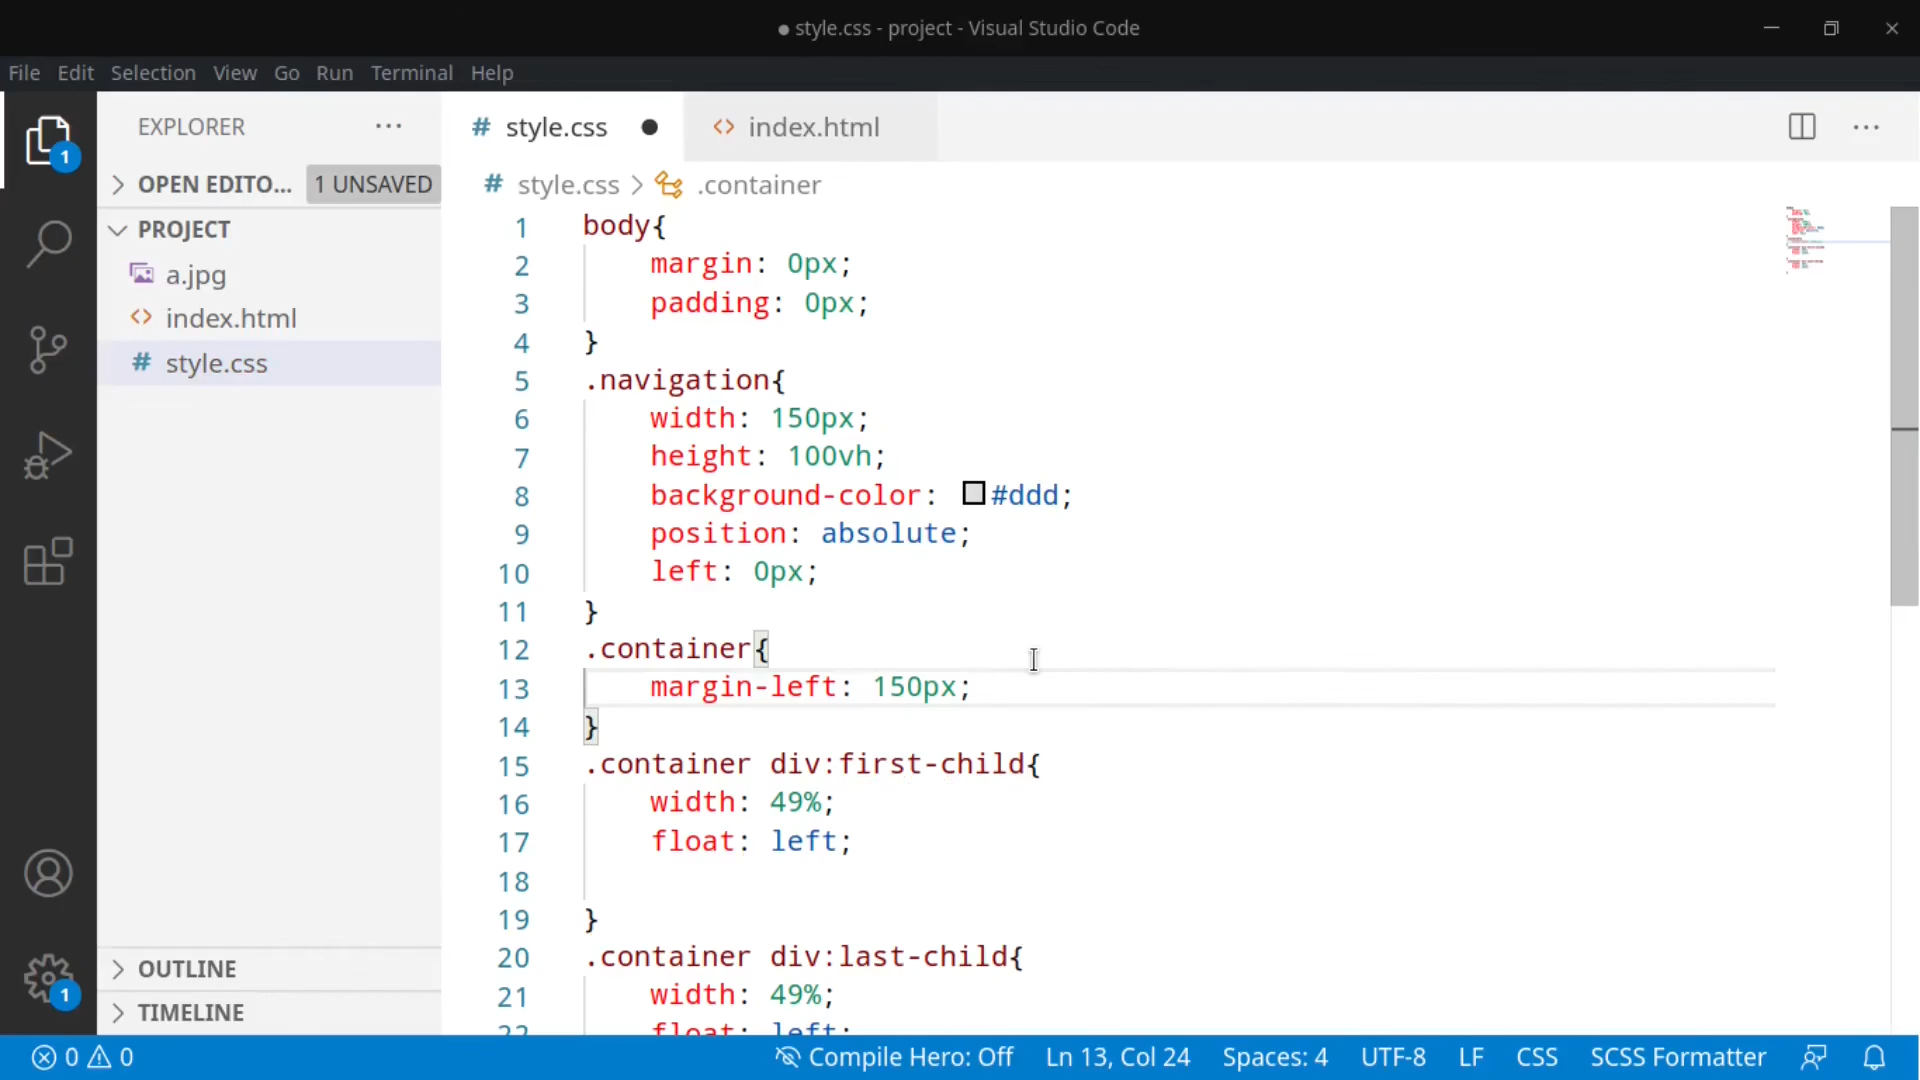 ● style.css - project - Visual Studio Code
File Edit Selection View Go Run Terminal Help
EXPLORER ···
OPEN EDITO... 1 UNSAVED
PROJECT
a.jpg
<> index.html
# style.css
OUTLINE
TIMELINE
# style.css ● <> index.html ···
# style.css > .container
1 body{
2     margin: 0px;
3     padding: 0px;
4 }
5 .navigation{
6     width: 150px;
7     height: 100vh;
8     background-color: #ddd;
9     position: absolute;
10     left: 0px;
11 }
12 .container{
13     margin-left: 150px;
14 }
15 .container div:first-child{
16     width: 49%;
17     float: left;
18
19 }
20 .container div:last-child{
21     width: 49%;
22     float: left;
1
1
0 0 Compile Hero: Off Ln 13, Col 24 Spaces: 4 UTF-8 LF CSS SCSS Formatter